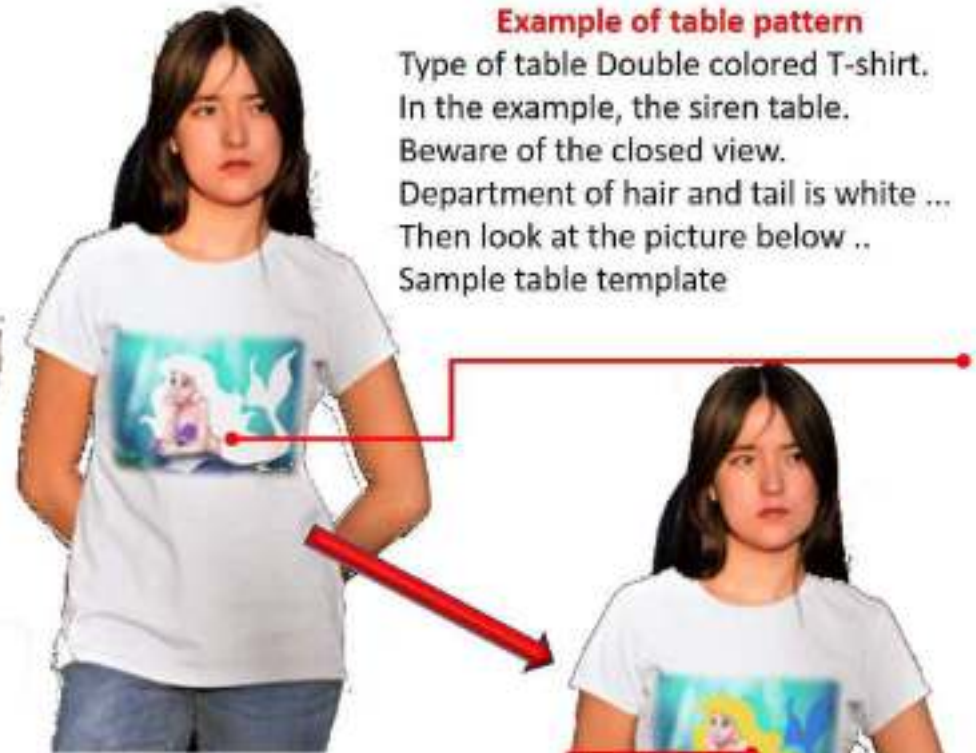 Example of table pattern
Type of table Double colored T-shirt.
In the example, the siren table.
Beware of the closed view.
Department of hair and tail is white ...
Then look at the picture below ..
Sample table template